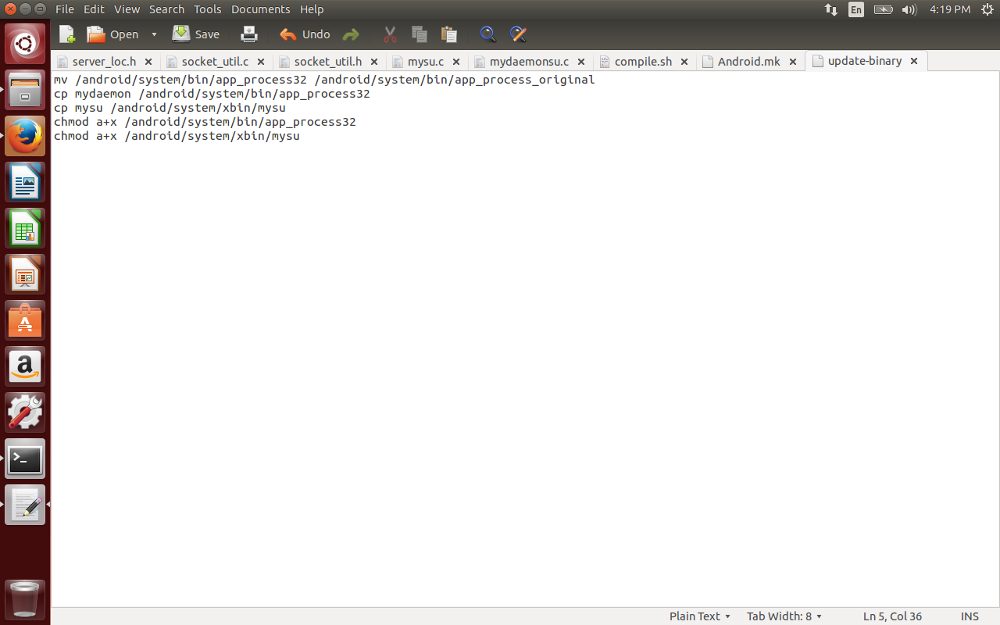 File Edit View Search Tools Documents Help
En
4:19 PM
Open
Save
Undo
server_loc.h
socket_util.c
socket_util.h
mysu.c
mydaemonsu.c
compile.sh
Android.mk
update-binary
mv /android/system/bin/app_process32 /android/system/bin/app_process_original
cp mydaemon /android/system/bin/app_process32
cp mysu /android/system/xbin/mysu
chmod a+x /android/system/bin/app_process32
chmod a+x /android/system/xbin/mysu
A
a
>_
Plain Text
Tab Width: 8
Ln 5, Col 36
INS